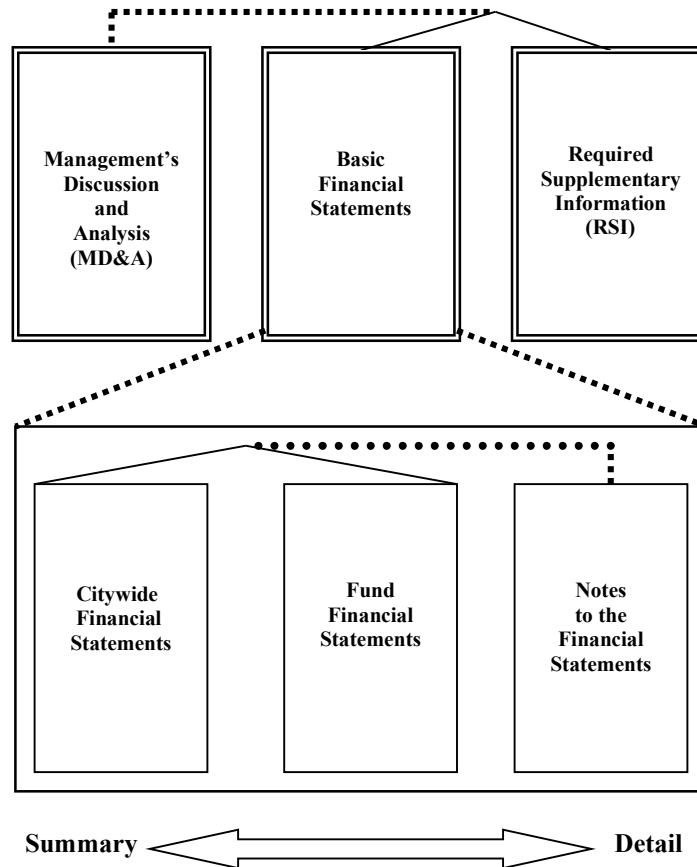 Management’s
Discussion
and
Analysis
(MD&A)
Basic
Financial
Statements
Required
Supplementary
Information
(RSI)
Citywide
Financial
Statements
Fund
Financial
Statements
Notes
to the
Financial
Statements
Summary
Detail